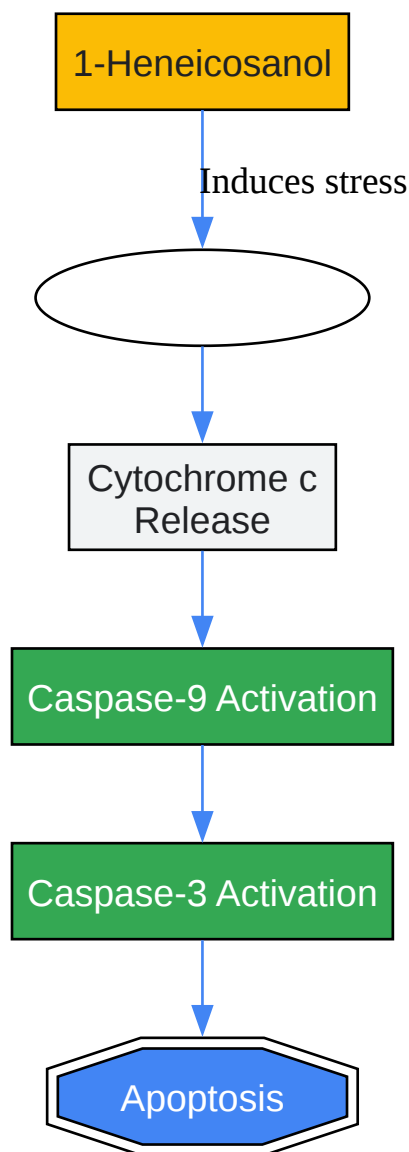 1-Heneicosanol
Induces stress
Cytochrome c
Release
Caspase-9 Activation
Caspase-3 Activation
Apoptosis